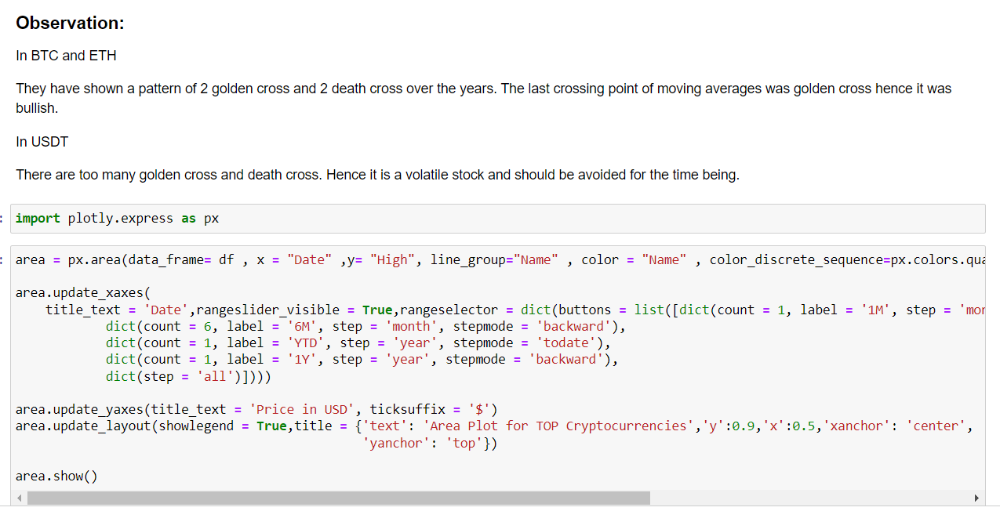 Observation:
In BTC and ETH
They have shown a pattern of 2 golden cross and 2 death cross over the years. The last crossing point of moving averages was golden cross hence it was
bullish.
In USDT
There are too many golden cross and death cross. Hence it is a volatile stock and should be avoided for the time being.
import plotly.express as px
area = px.area(data_frame= df , x = "Date" ,y= "High", line_group="Name" , color = "Name" , color_discrete_sequence=px.colors.qua
area.update_xaxes(
    title_text = 'Date',rangeslider_visible = True,rangeselector = dict(buttons = list([dict(count = 1, label = '1M', step = 'mon
            dict(count = 6, label = '6M', step = 'month', stepmode = 'backward'),
            dict(count = 1, label = 'YTD', step = 'year', stepmode = 'todate'),
            dict(count = 1, label = '1Y', step = 'year', stepmode = 'backward'),
            dict(step = 'all')])))
area.update_yaxes(title_text = 'Price in USD', ticksuffix = '$')
area.update_layout(showlegend = True,title = {'text': 'Area Plot for TOP Cryptocurrencies','y':0.9,'x':0.5,'xanchor': 'center',
                                              'yanchor': 'top'})
area.show()